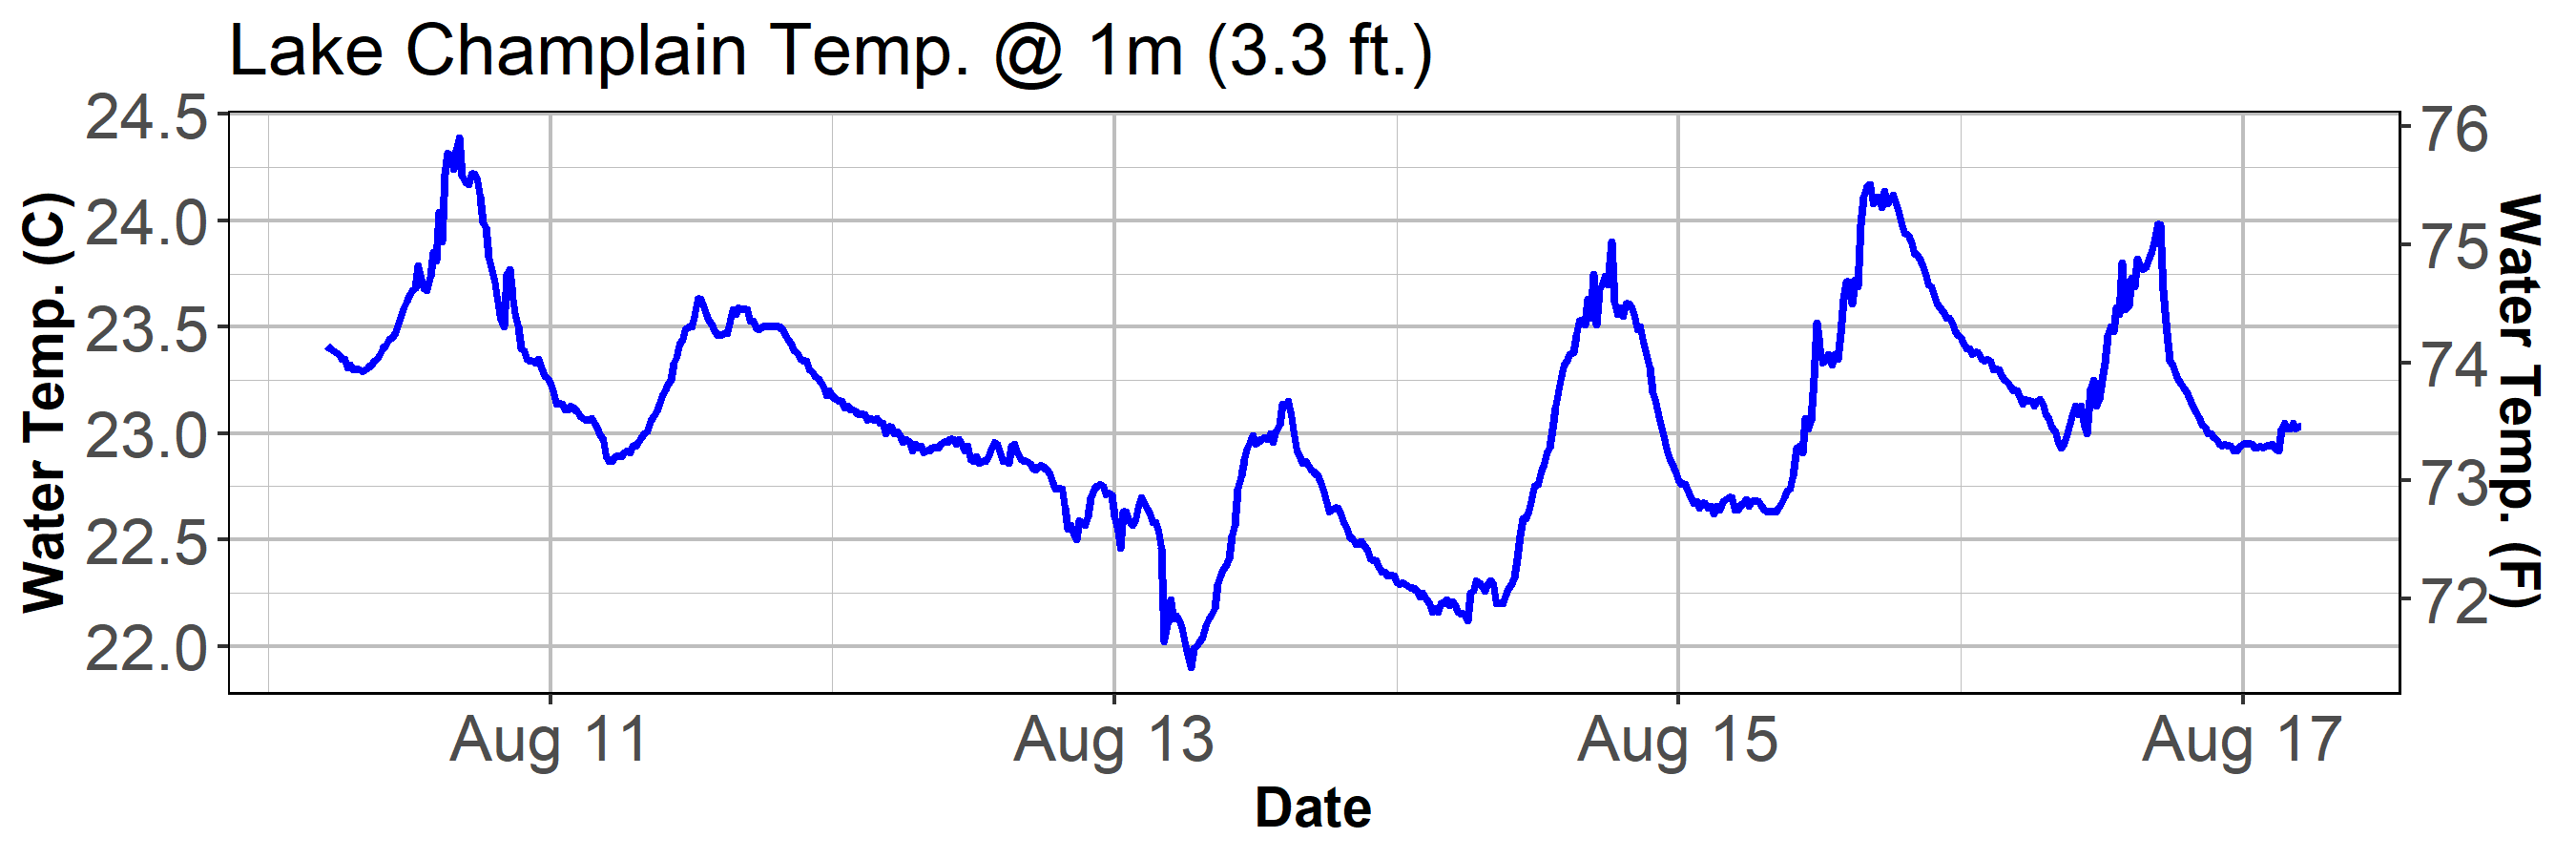 Lake Champlain Temp. @ 1m (3.3 ft.)
Water Temp. (C)
24.5
24.0
23.5
23.0
22.5
22.0
76
75
74
73
72
Water Temp. (F)
Aug 11
Aug 13
Aug 15
Aug 17
Date